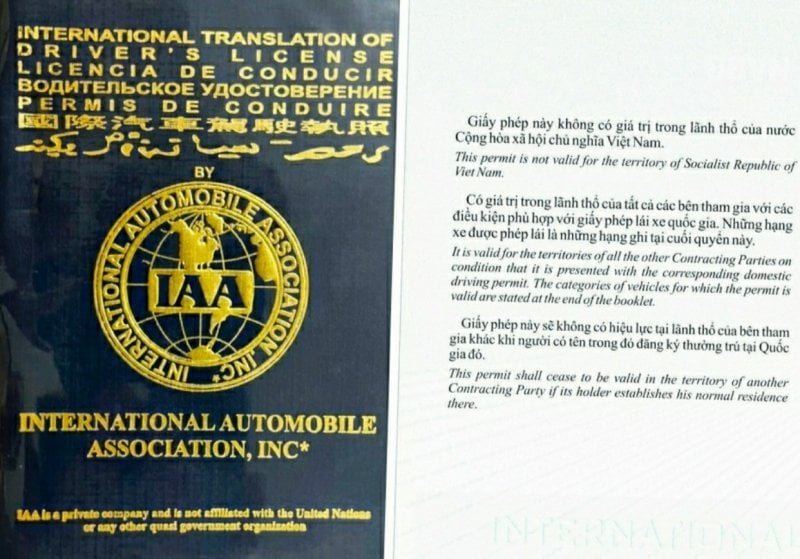 INTERNATIONAL TRANSLATION OF
DRIVER'S LICENSE
LICENCIA DE CONDUCIR
ВОДИТЕЛЬСКОЕ УДОСТОВЕРЕНИЕ
PERMIS DE CONDUIRE
國際汽車駕駛執照
BY
INTERNATIONAL AUTOMOBILE ASSOCIATION, INC*
IAA
INTERNATIONAL AUTOMOBILE
ASSOCIATION, INC*
IAA is a private company and is not affiliated with the United Nations
or any other quasi government organization
Giấy phép này không có giá trị trong lãnh thổ của nước
Cộng hòa xã hội chủ nghĩa Việt Nam.
This permit is not valid for the territory of Socialist Republic of
Viet Nam.
Có giá trị trong lãnh thổ của tất cả các bên tham gia với các
điều kiện phù hợp với giấy phép lái xe quốc gia. Những hạng
xe được phép lái là những hạng ghi tại cuối quyển này.
It is valid for the territories of all the other Contracting Parties on
condition that it is presented with the corresponding domestic
driving permit. The categories of vehicles for which the permit is
valid are stated at the end of the booklet.
Giấy phép này sẽ không có hiệu lực tại lãnh thổ của bên tham
gia khác khi người có tên trong đó đăng ký thường trú tại Quốc
gia đó.
This permit shall cease to be valid in the territory of another
Contracting Party if its holder establishes his normal residence
there.
INTERNATIONAL